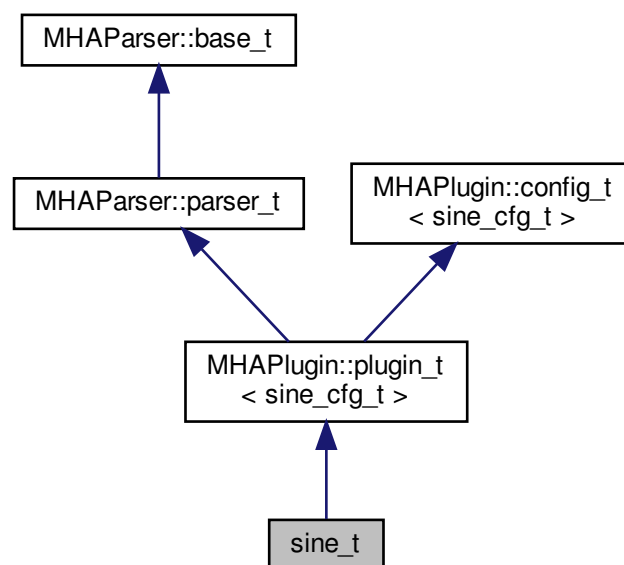 MHAParser::base_t
MHAParser::parser_t
MHAPlugin::config_t
< sine_cfg_t >
MHAPlugin::plugin_t
< sine_cfg_t >
sine_t